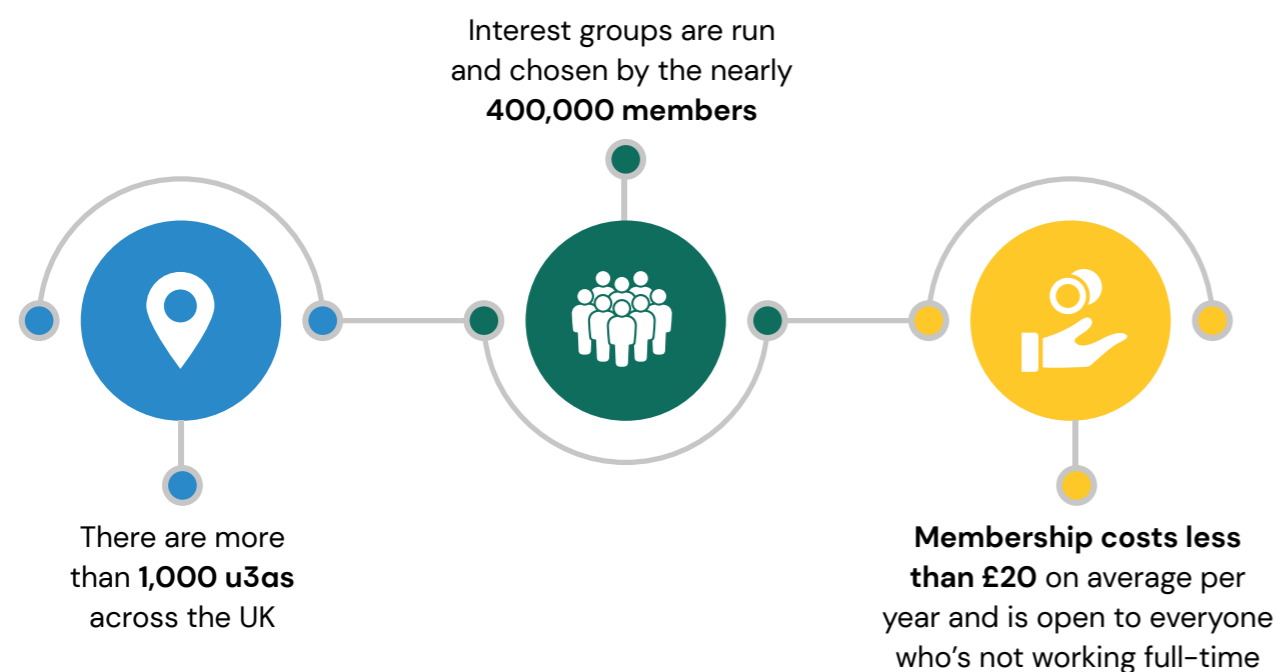 Interest groups are run
and chosen by the nearly
400,000 members
There are more
than 1,000 u3as
across the UK
Membership costs less
than £20 on average per
year and is open to everyone
who's not working full-time